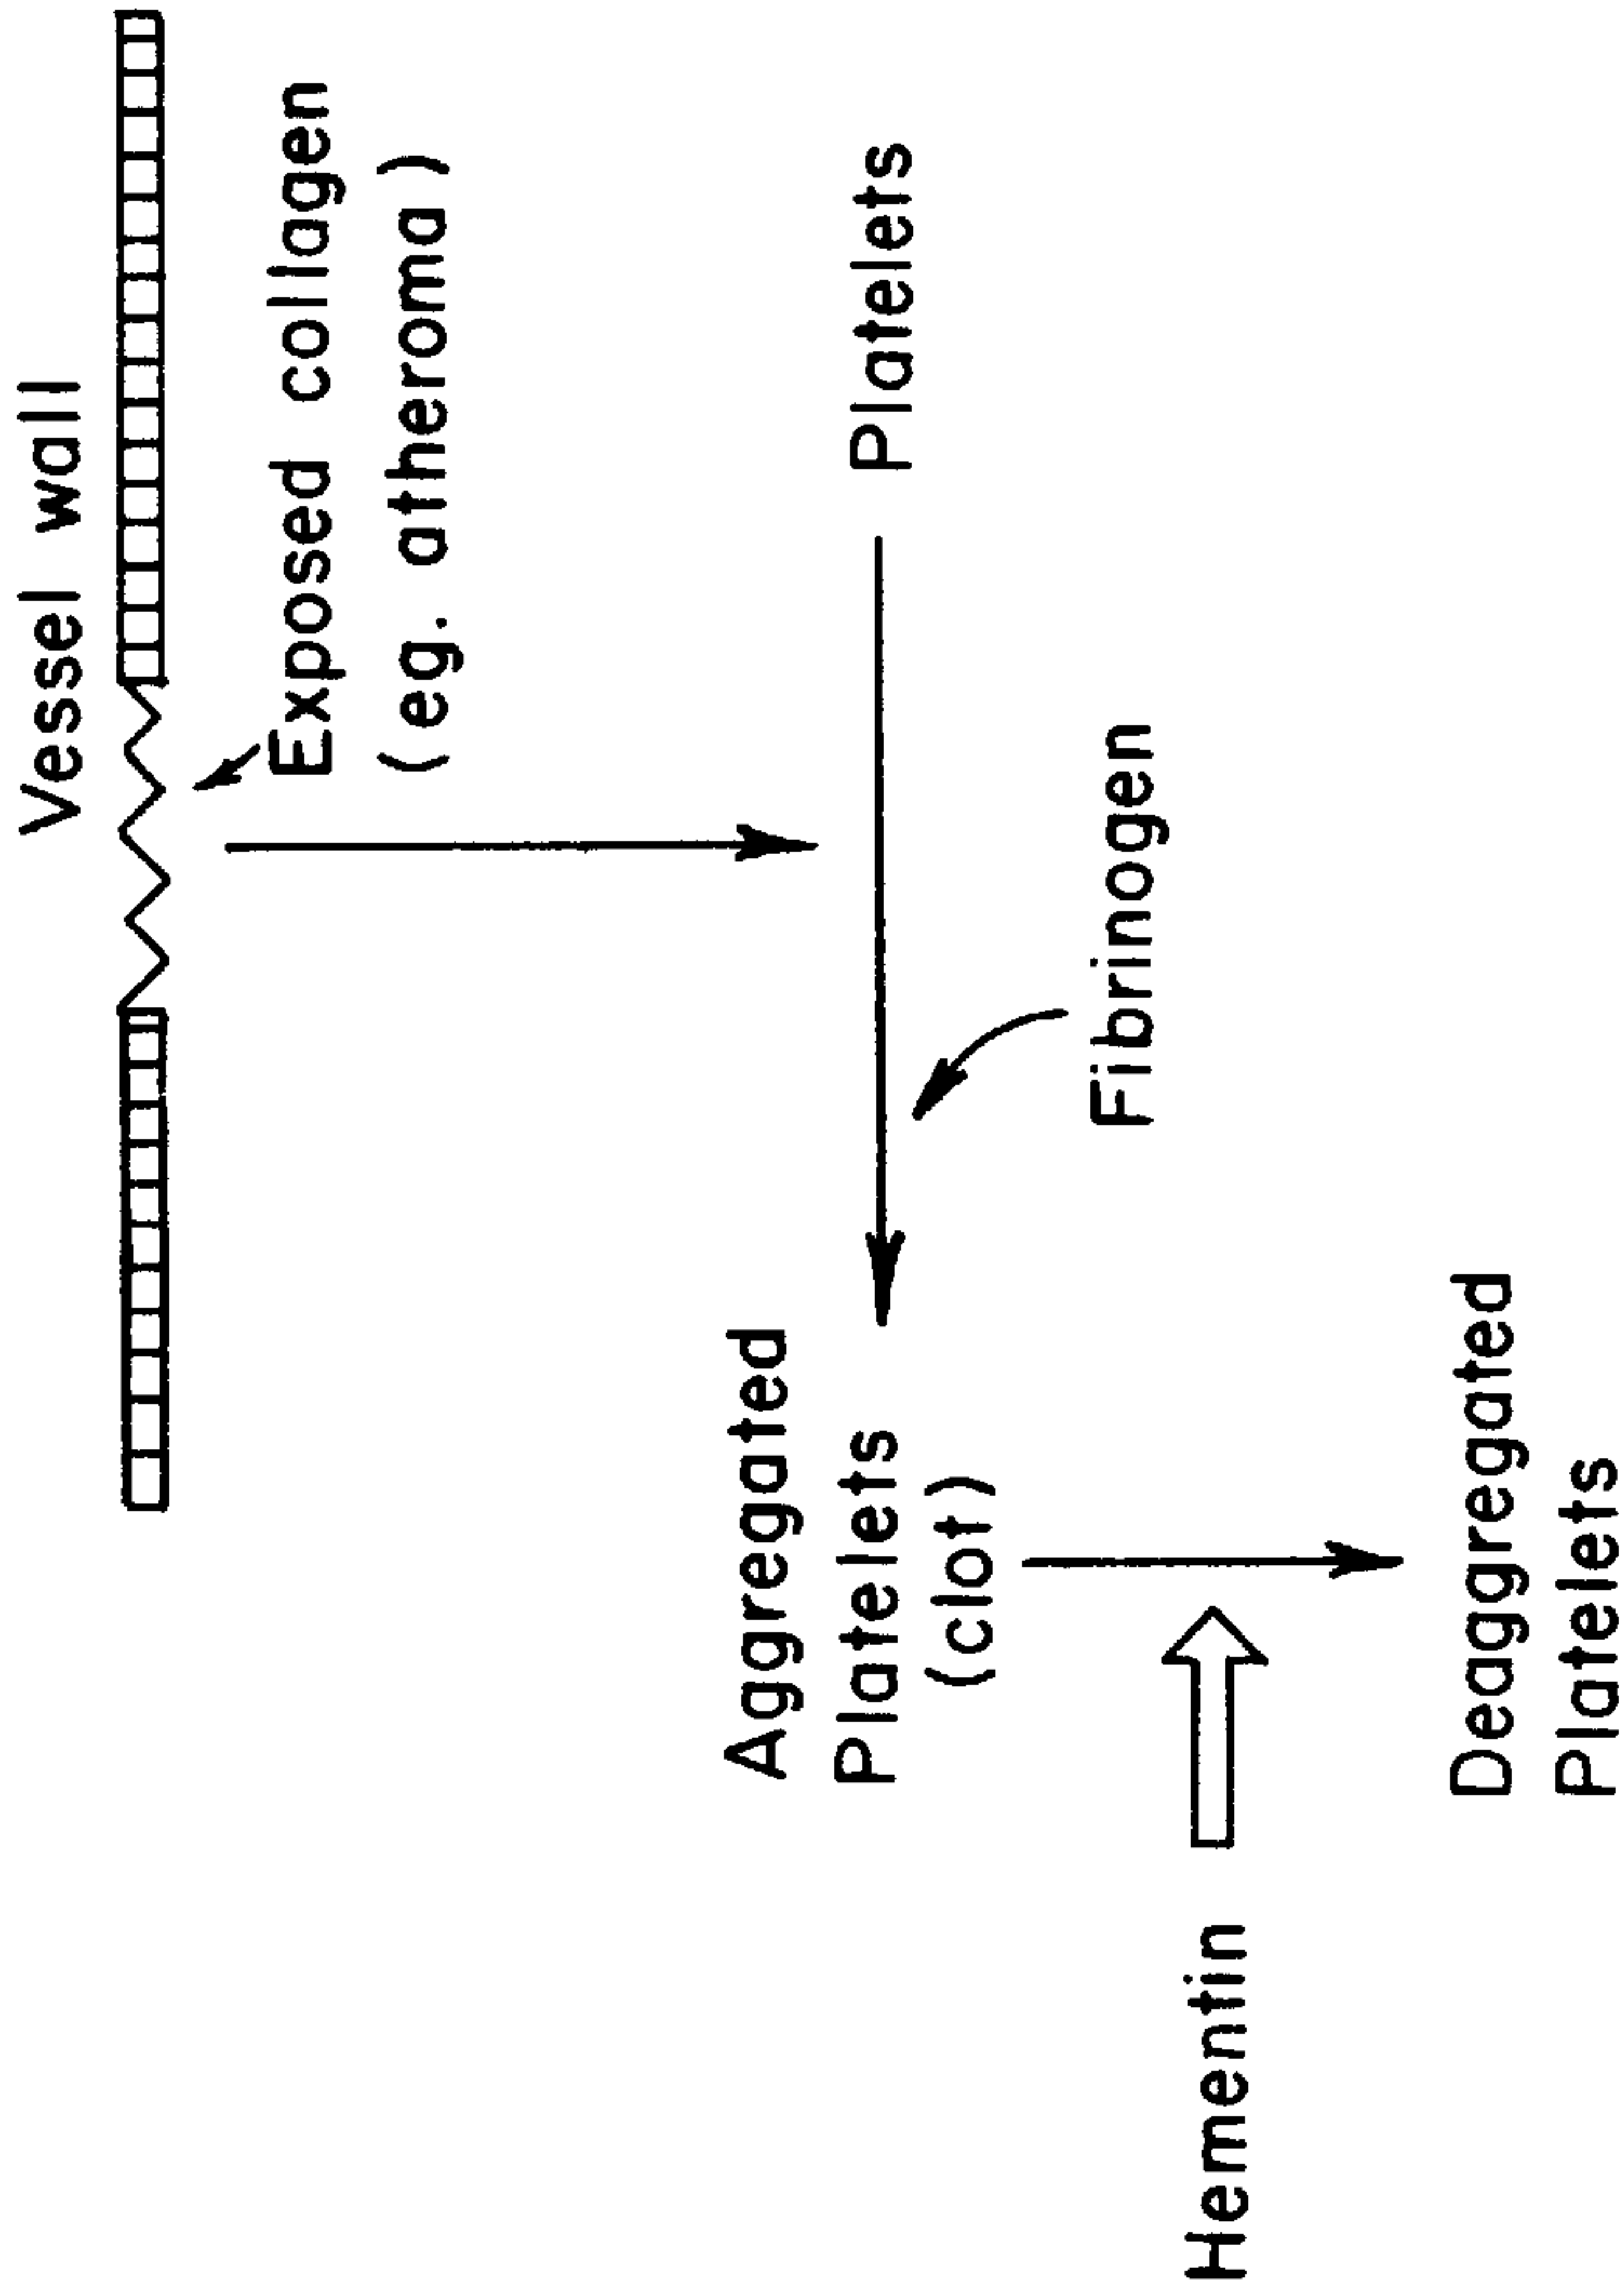 Vessel wall
Exposed collagen
(eg. atheroma)
Platelets
Fibrinogen
Aggregated
Platelets
(clot)
Hementin
Deaggregated
Platelets